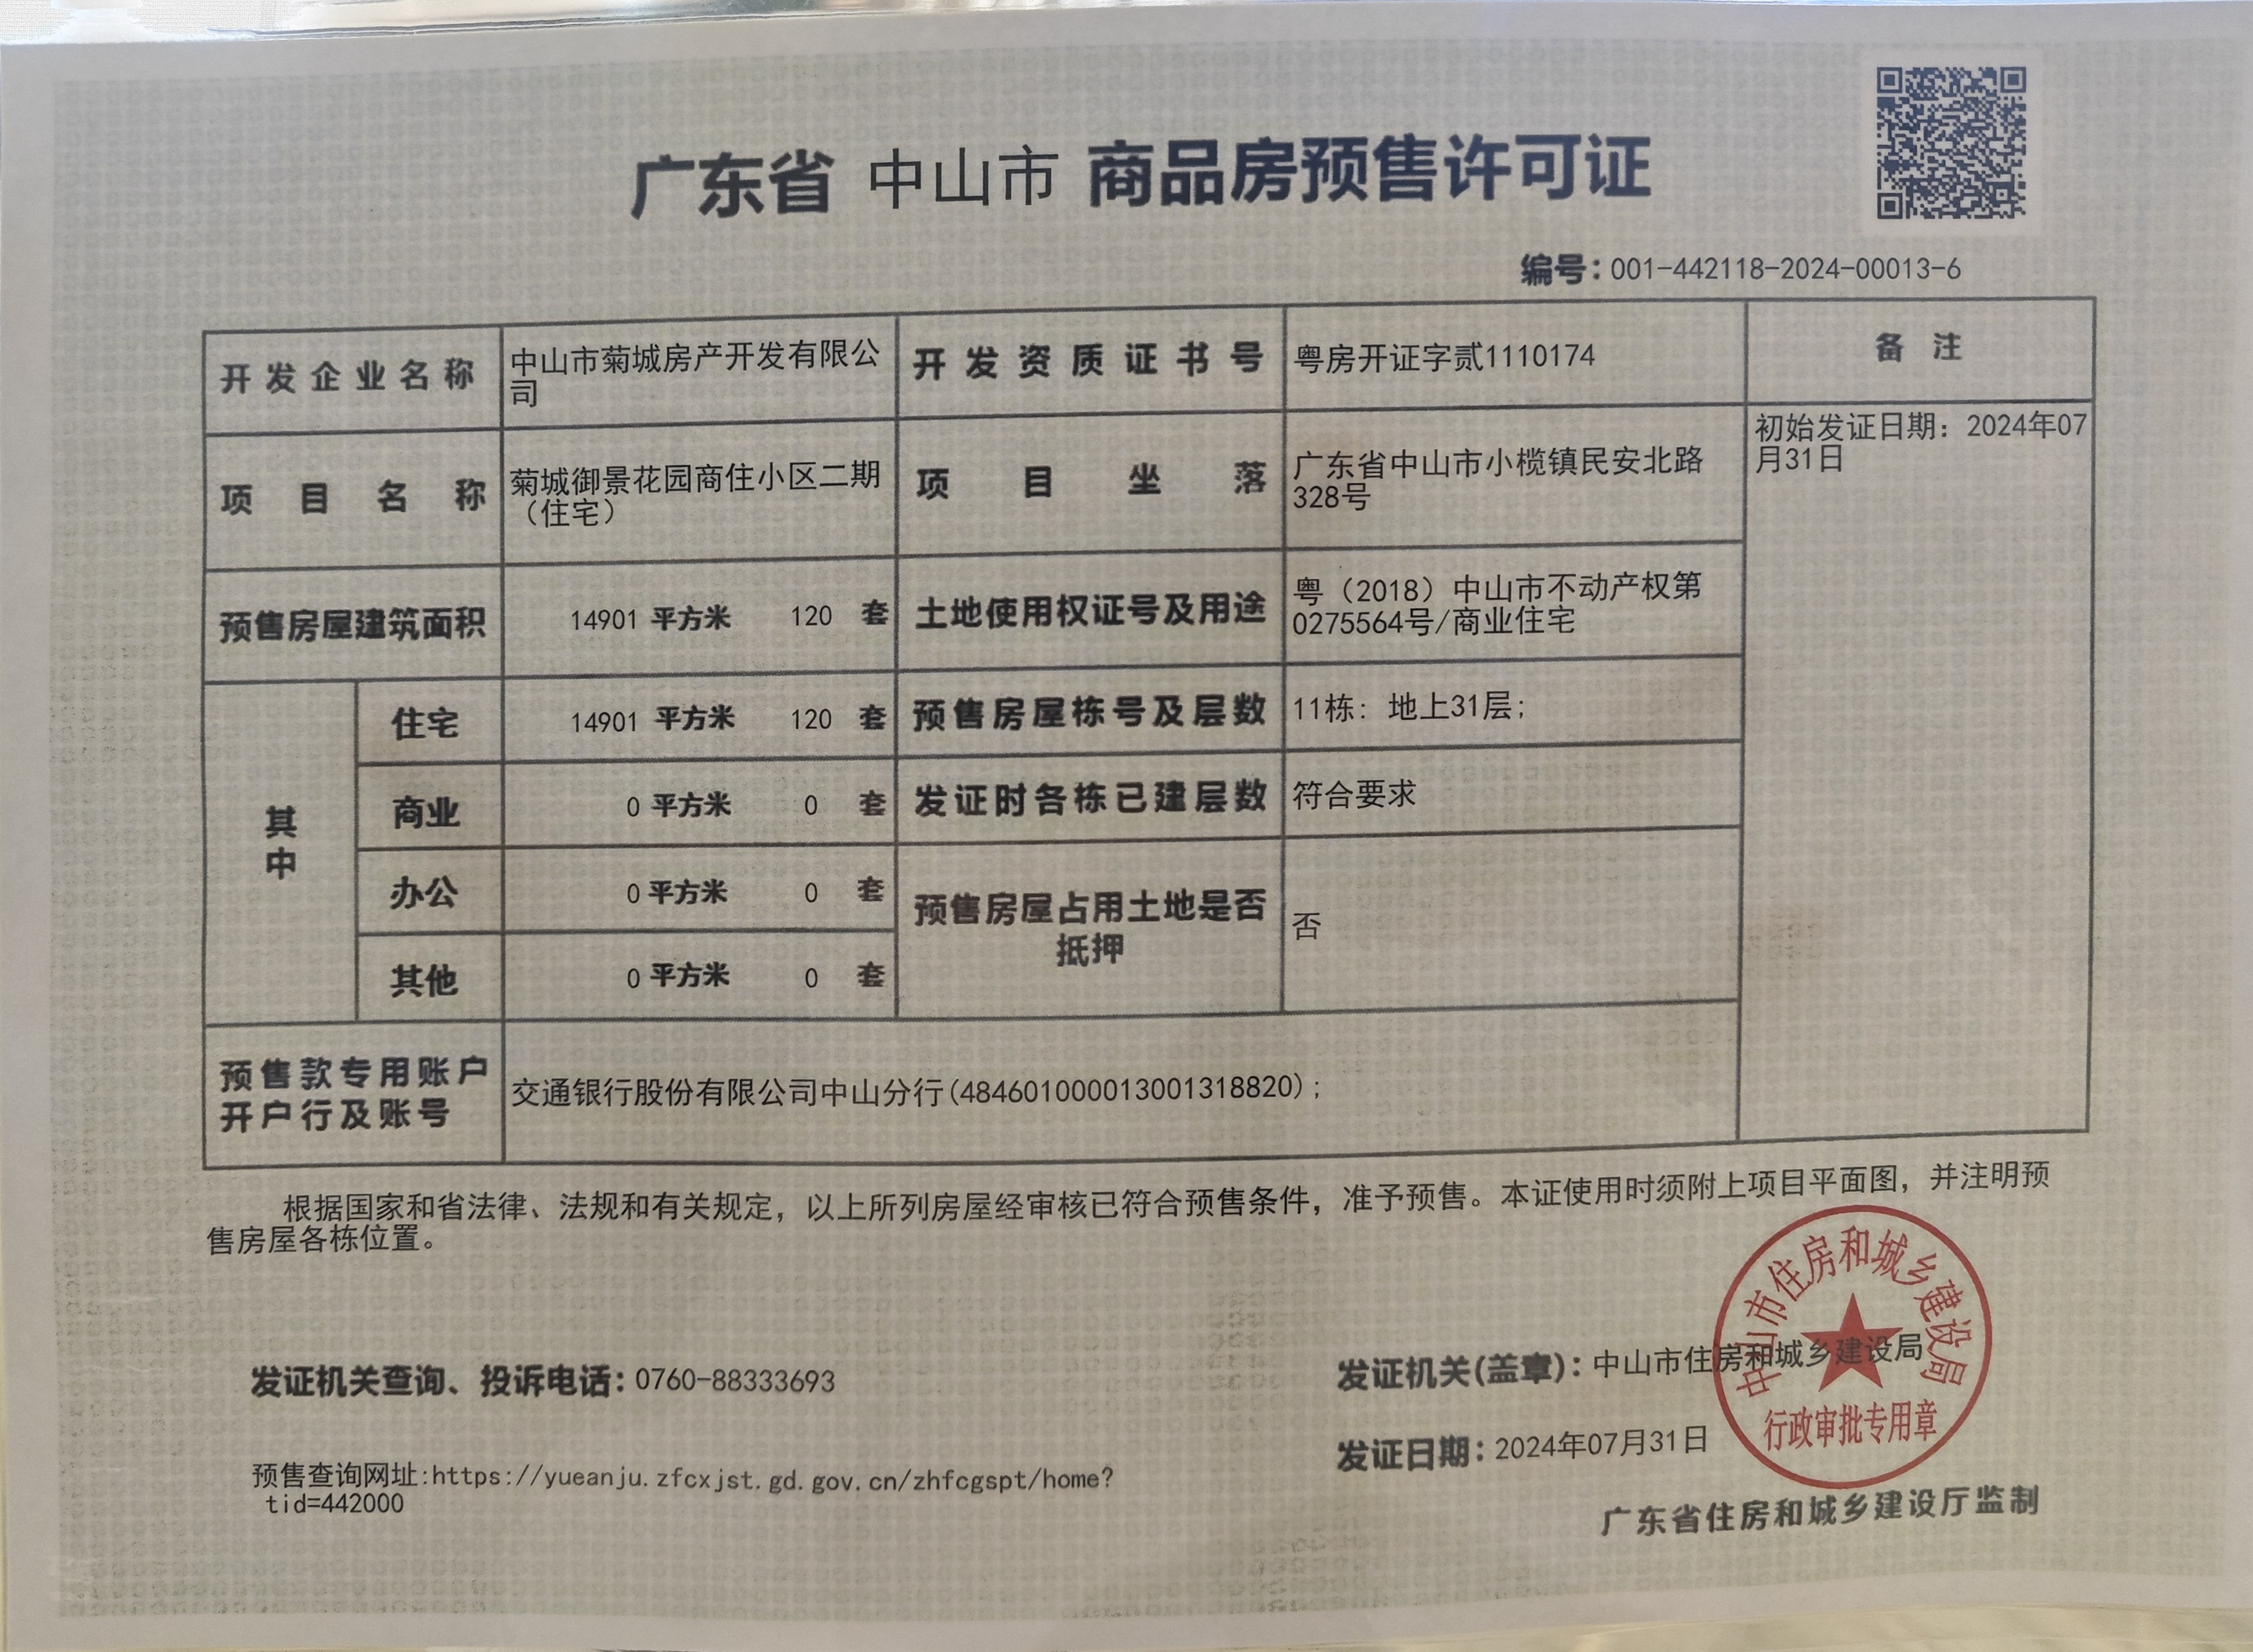 广东省 中山市 商品房预售许可证
编号：001-442118-2024-00013-6
开发企业名称
中山市菊城房产开发有限公
司
开发资质证书号
粤房开证字贰1110174
备 注
项目名称
菊城御景花园商住小区二期
（住宅）
项目坐落
广东省中山市小榄镇民安北路
328号
初始发证日期：2024年07
月31日
预售房屋建筑面积
14901 平方米 120 套
土地使用权证号及用途
粤（2018）中山市不动产权第
0275564号/商业住宅
其
中
住宅
14901 平方米 120 套
预售房屋栋号及层数
11栋：地上31层；
商业
0 平方米 0 套
发证时各栋已建层数
符合要求
办公
0 平方米 0 套
预售房屋占用土地是否
抵押
否
其他
0 平方米 0 套
预售款专用账户
开户行及账号
交通银行股份有限公司中山分行(484601000013001318820)；
根据国家和省法律、法规和有关规定，以上所列房屋经审核已符合预售条件，准予预售。本证使用时须附上项目平面图，并注明预
售房屋各栋位置。
发证机关查询、投诉电话：0760-88333693
发证机关(盖章)：中山市住房和城乡建设局
发证日期：2024年07月31日
中山市住房和城乡建设局
行政审批专用章
预售查询网址:https://yueanju.zfcxjst.gd.gov.cn/zhfcgspt/home?
tid=442000
广东省住房和城乡建设厅监制